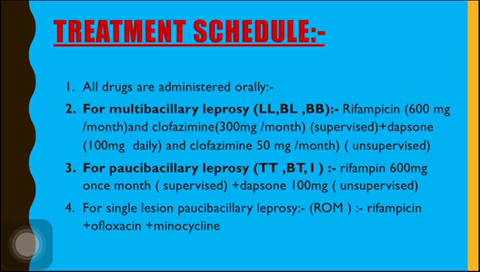 TREATMENT SCHEDULE:-
1. All drugs are administered orally:-
2. For multibacillary leprosy (LL,BL ,BB):- Rifampicin (600 mg
/month)and clofazimine(300mg /month) (supervised)+dapsone
(100mg daily) and clofazimine 50 mg /month) ( unsupervised)
3. For paucibacillary leprosy (TT ,BT,I ) :- rifampin 600mg
once month ( supervised) +dapsone 100mg ( unsupervised)
4. For single lesion paucibacillary leprosy:- (ROM ) :- rifampicin
+ofloxacin +minocycline